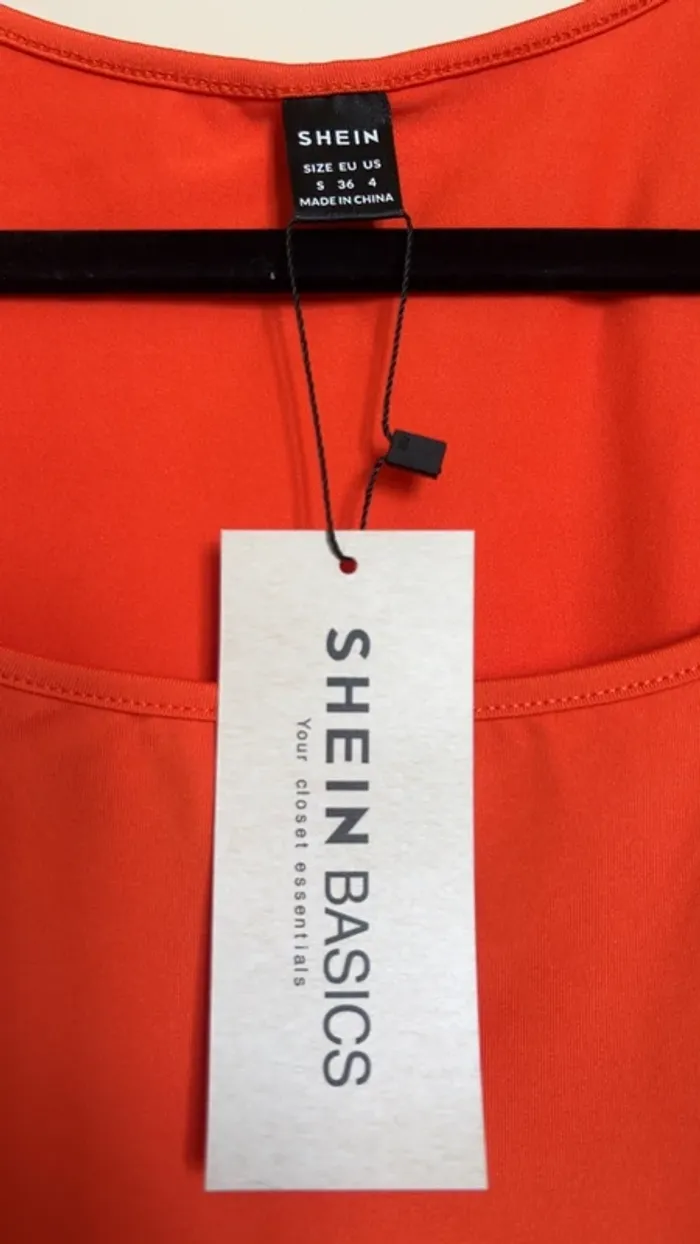 SHEIN
SIZE EU US
S 36 4
MADE IN CHINA
SHEIN BASICS
Your closet essentials